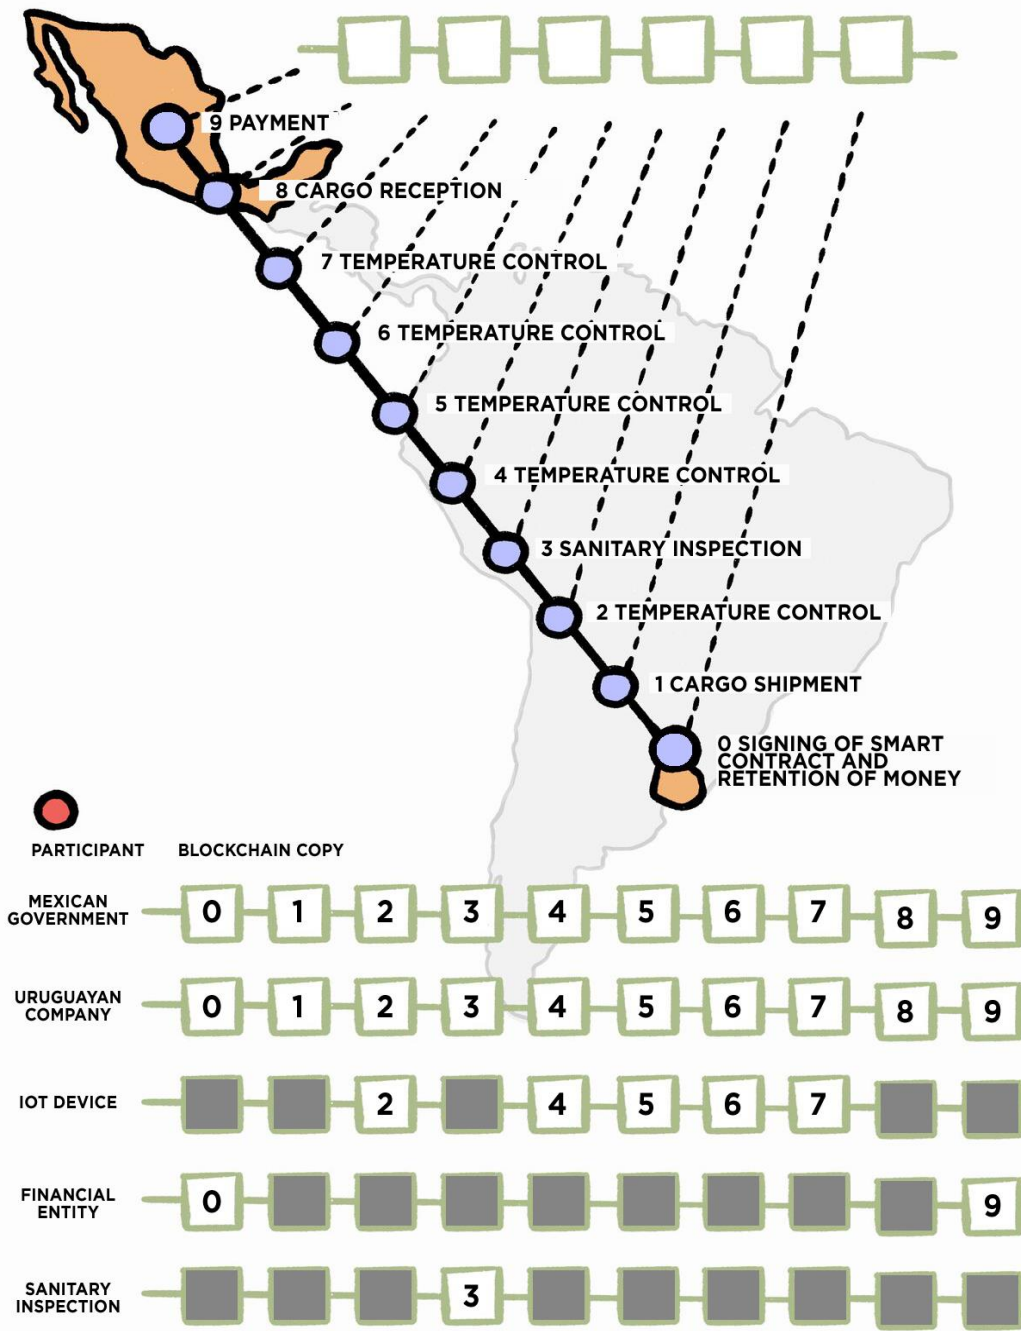 9 PAYMENT
8 CARGO RECEPTION
7 TEMPERATURE CONTROL
6 TEMPERATURE CONTROL
5 TEMPERATURE CONTROL
4 TEMPERATURE CONTROL
3 SANITARY INSPECTION
2 TEMPERATURE CONTROL
1 CARGO SHIPMENT
0 SIGNING OF SMART
CONTRACT AND
RETENTION OF MONEY
PARTICIPANT BLOCKCHAIN COPY
MEXICAN
GOVERNMENT
0 1 2 3 4 5 6 7 8 9
URUGUAYAN
COMPANY
0 1 2 3 4 5 6 7 8 9
IOT DEVICE
2 4 5 6 7
FINANCIAL
ENTITY
0 9
SANITARY
INSPECTION
3